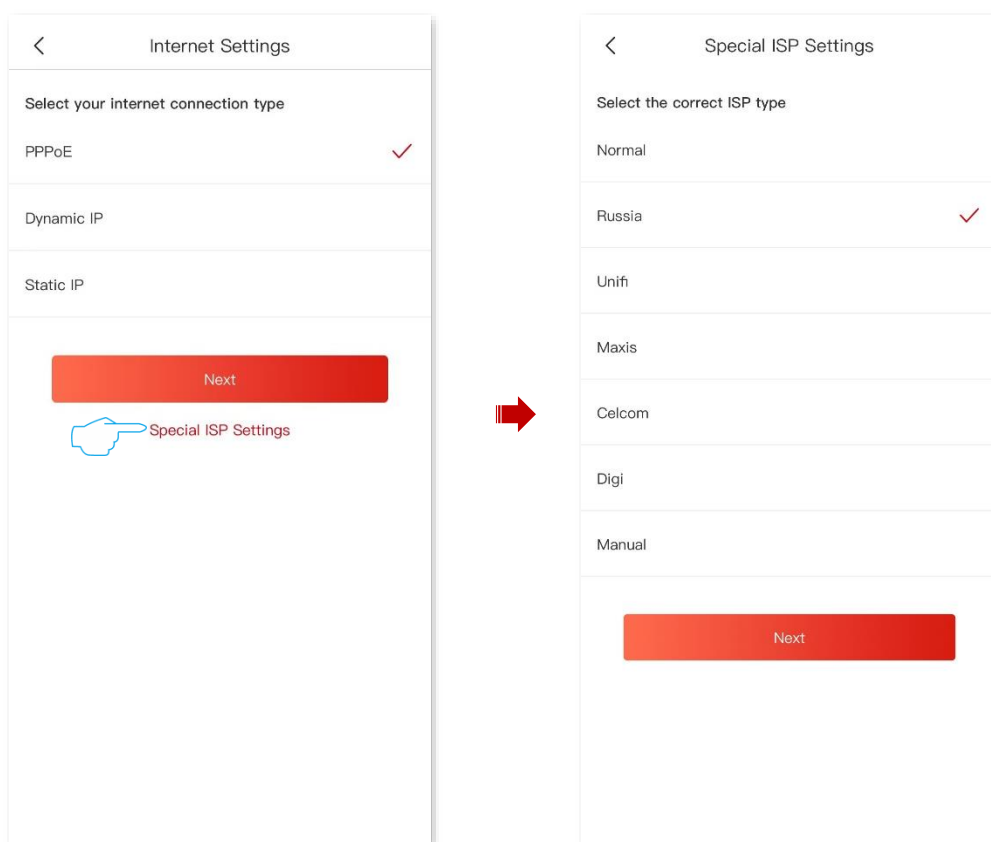 Internet Settings
Select your internet connection type
PPPoE
Dynamic IP
Static IP
Next
Special ISP Settings
Special ISP Settings
Select the correct ISP type
Normal
Russia
Unifi
Maxis
Celcom
Digi
Manual
Next